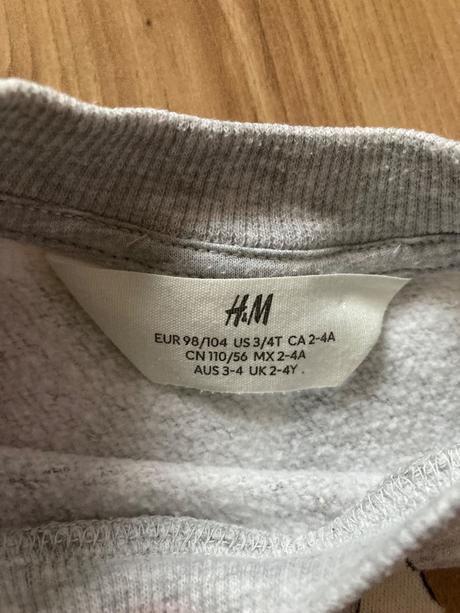 H&M
EUR 98/104 US 3/4T CA 2-4A
CN 110/56 MX 2-4A
AUS 3-4 UK 2-4Y